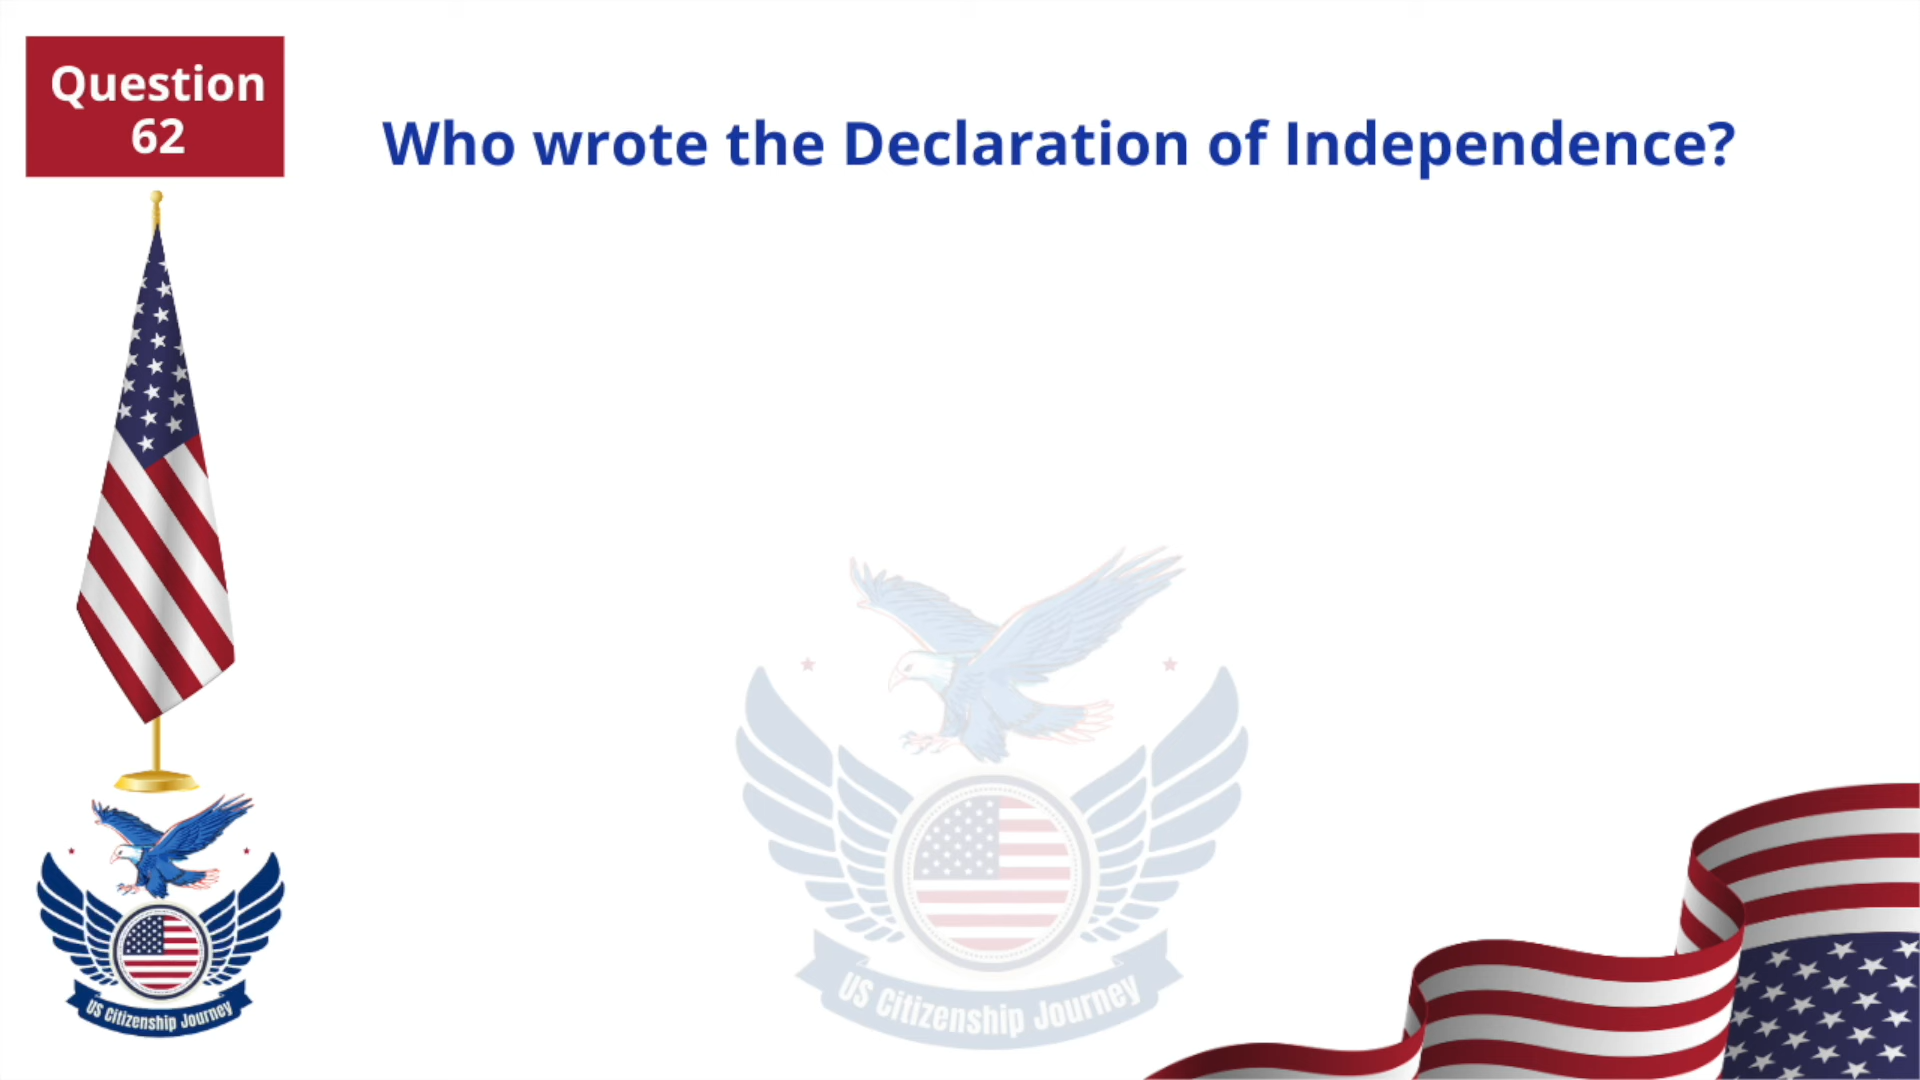 Question
62
Who wrote the Declaration of Independence?
US Citizenship Journey
US Citizenship Journey